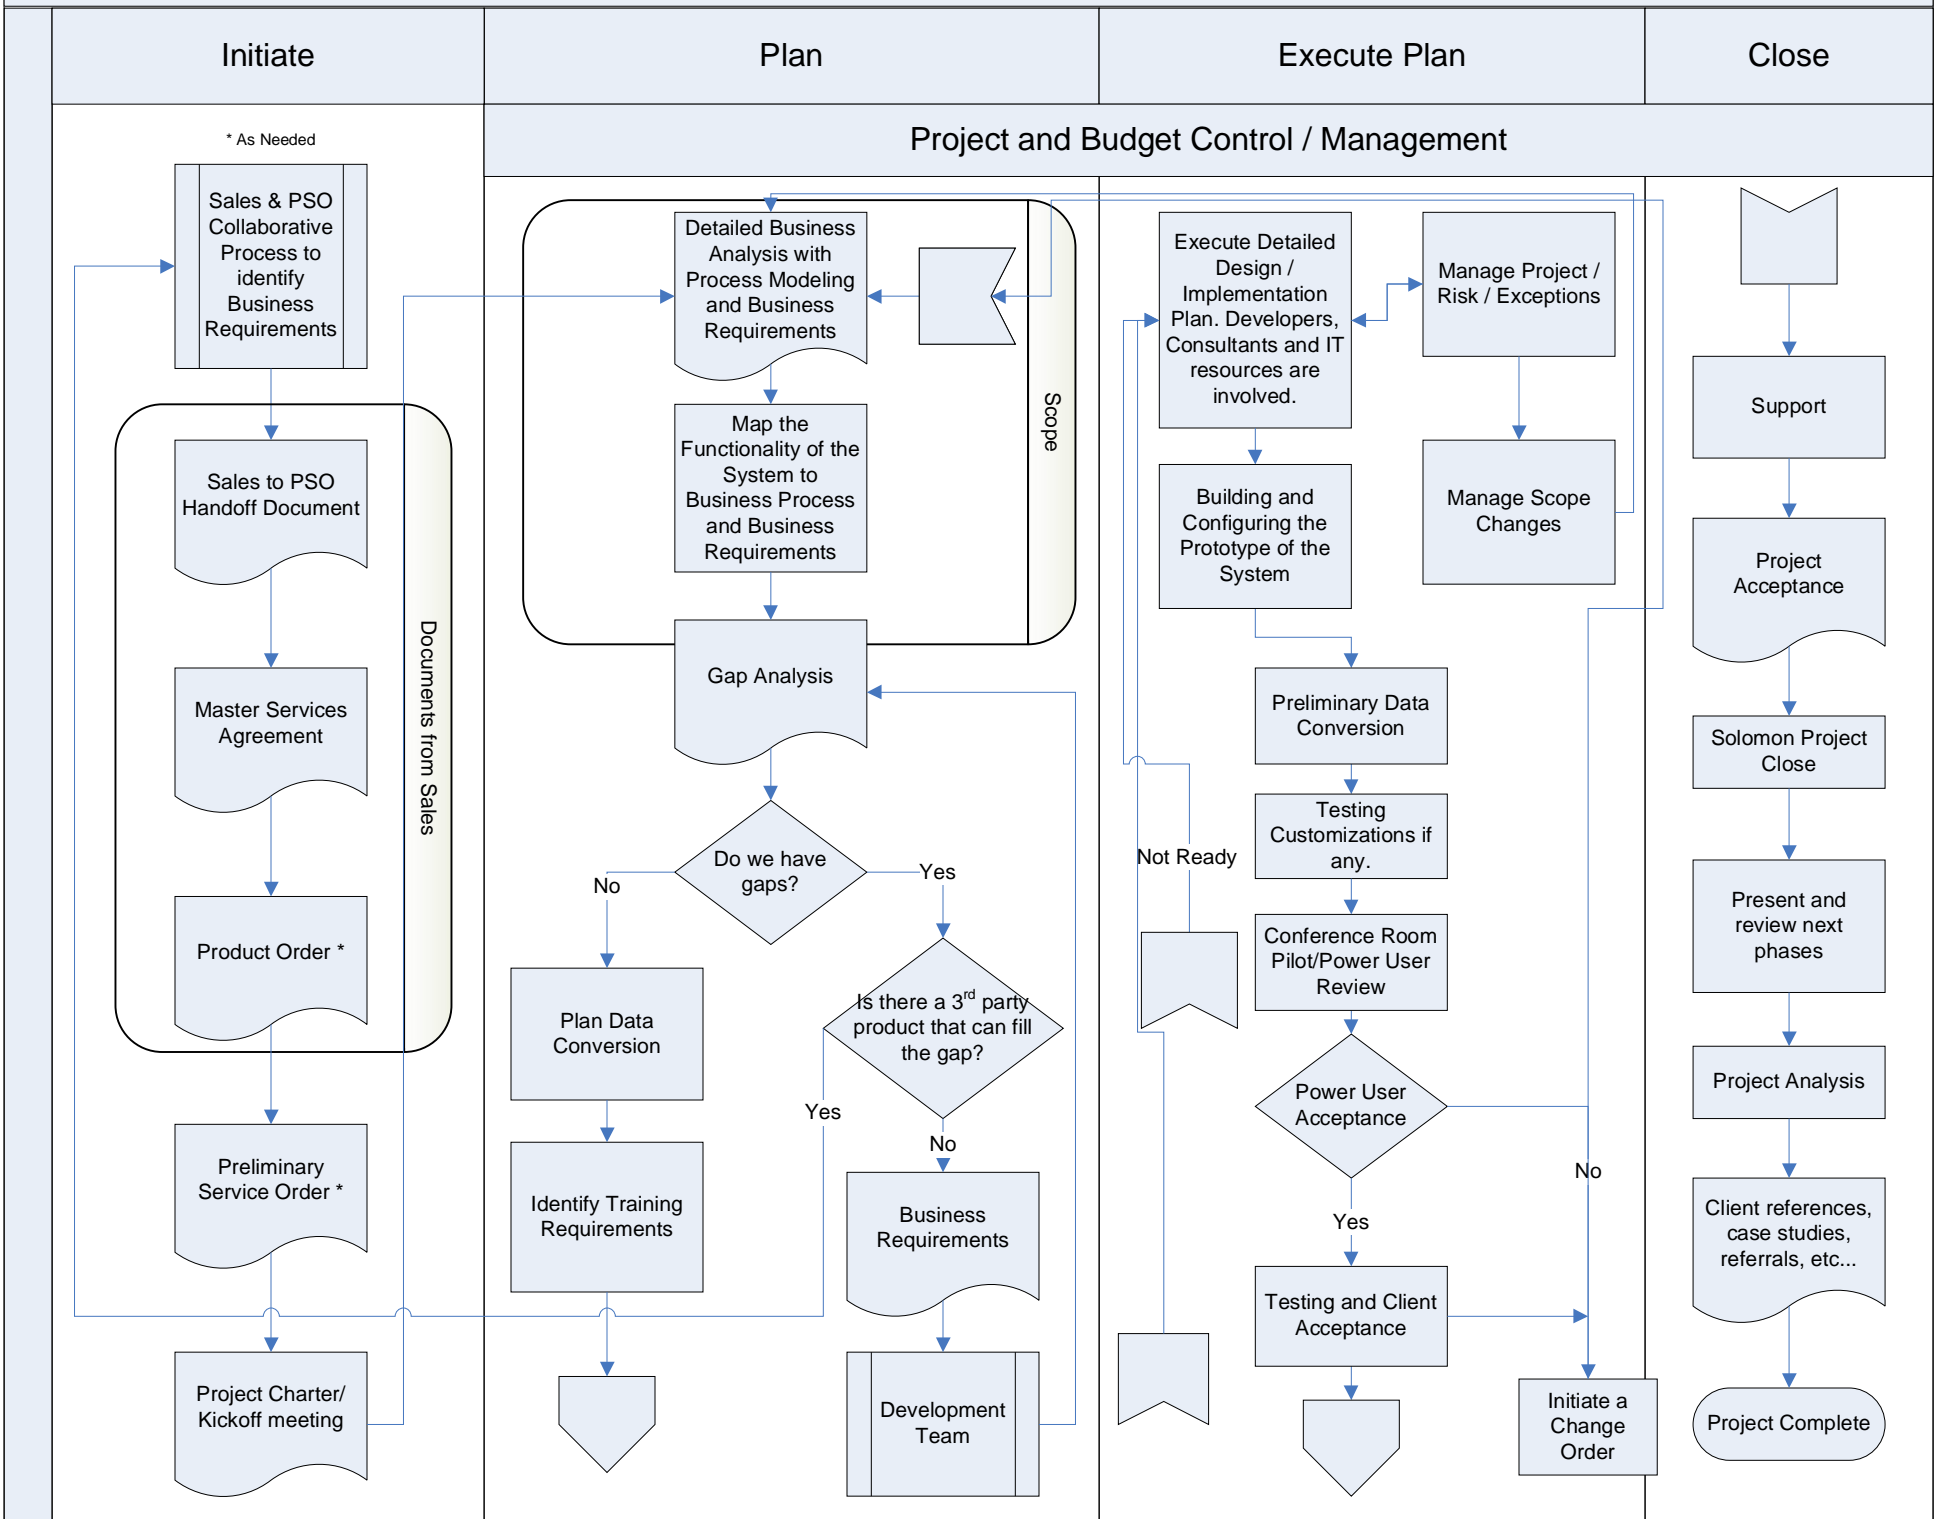 Initiate
Plan
Execute Plan
Close
Project and Budget Control / Management
* As Needed
Sales & PSO
Collaborative
Process to
identify
Business
Requirements
Documents from Sales
Sales to PSO
Handoff Document
Master Services
Agreement
Product Order *
Preliminary
Service Order *
Project Charter/
Kickoff meeting
Scope
Detailed Business
Analysis with
Process Modeling
and Business
Requirements
Map the
Functionality of the
System to
Business Process
and Business
Requirements
Gap Analysis
Do we have
gaps?
No
Yes
Plan Data
Conversion
Identify Training
Requirements
Is there a 3rd party
product that can fill
the gap?
Yes
No
Business
Requirements
Development
Team
Execute Detailed
Design /
Implementation
Plan. Developers,
Consultants and IT
resources are
involved.
Manage Project /
Risk / Exceptions
Manage Scope
Changes
Building and
Configuring the
Prototype of the
System
Preliminary Data
Conversion
Testing
Customizations if
any.
Not Ready
Conference Room
Pilot/Power User
Review
Power User
Acceptance
No
Yes
Testing and Client
Acceptance
Initiate a
Change
Order
Support
Project
Acceptance
Solomon Project
Close
Present and
review next
phases
Project Analysis
Client references,
case studies,
referrals, etc...
Project Complete